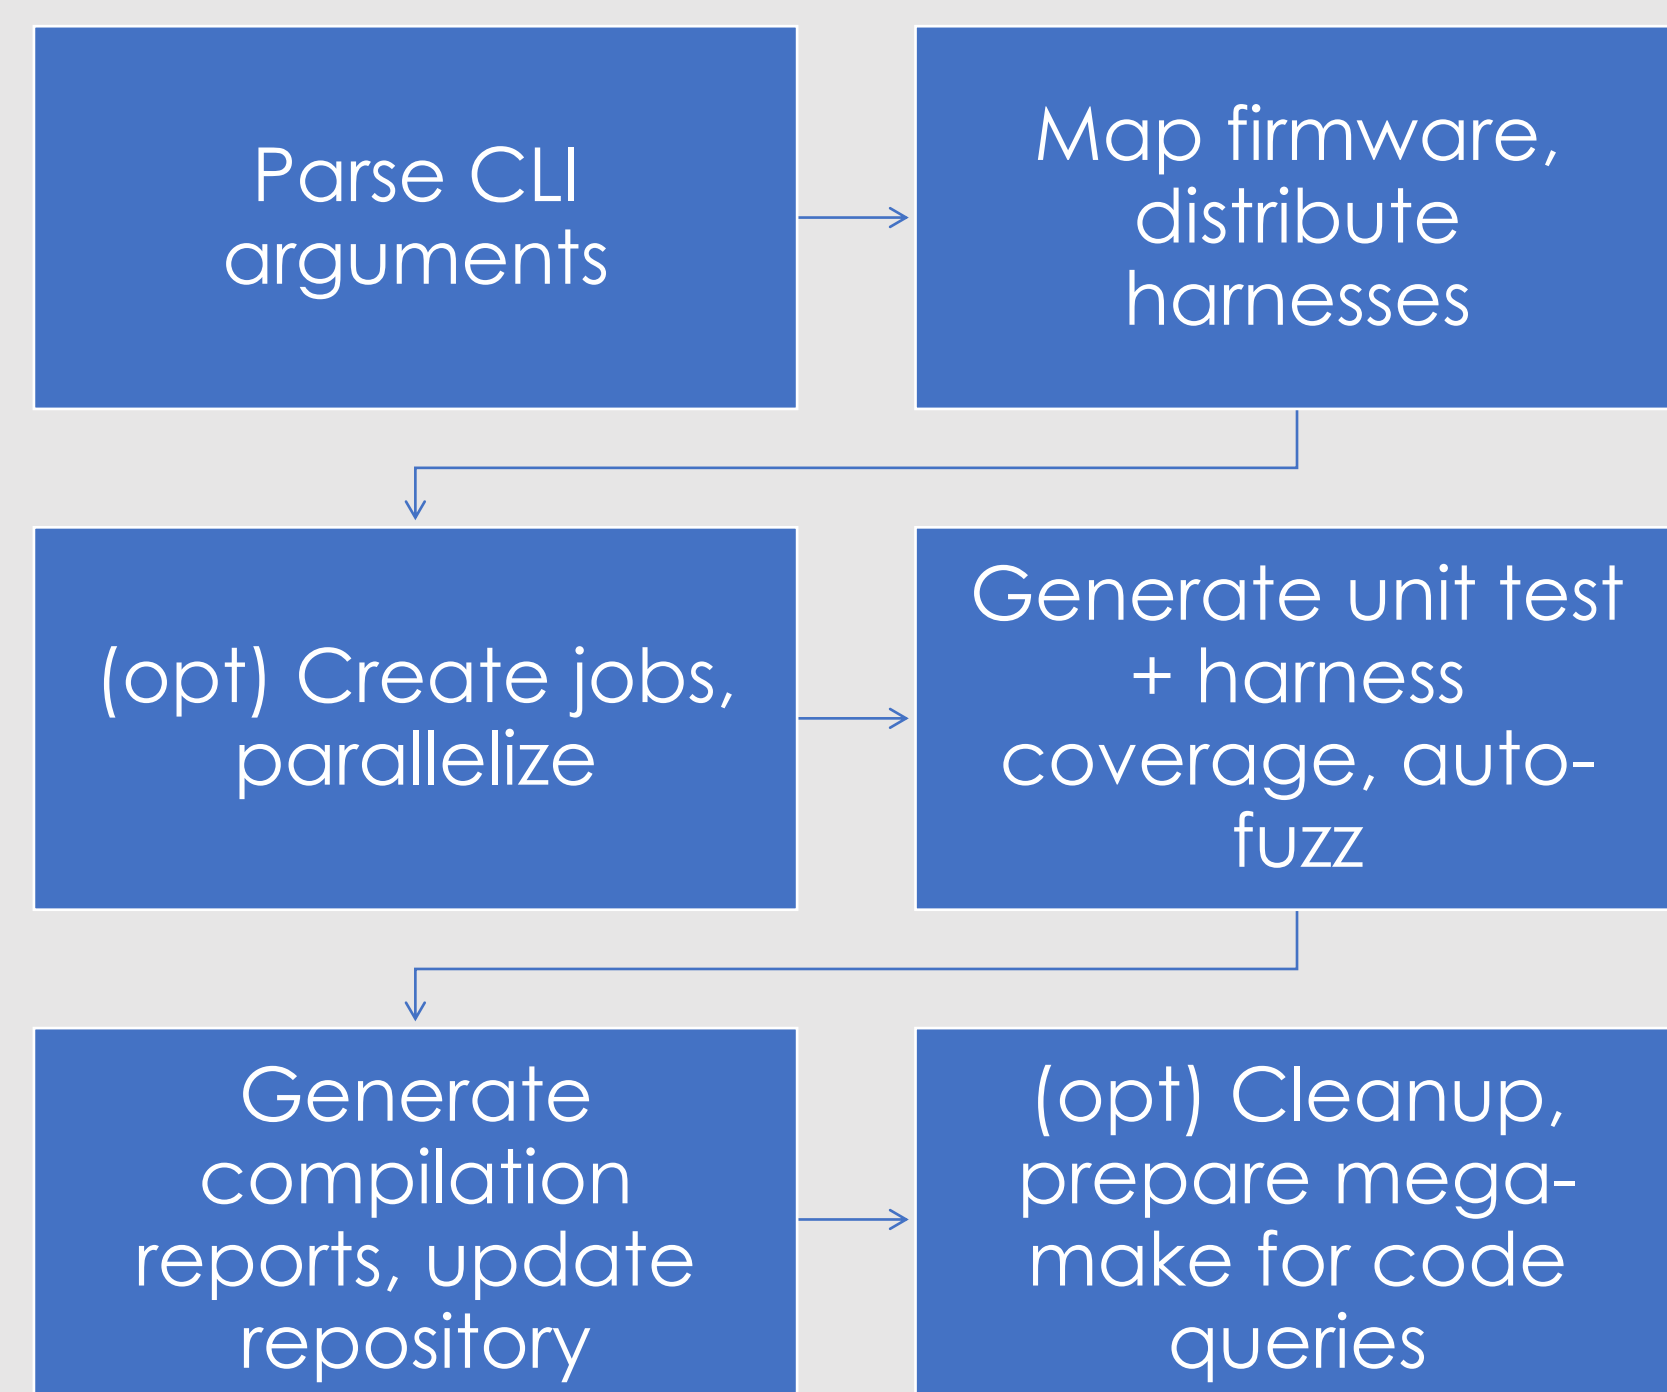 Parse CLI
arguments
Map firmware,
distribute
harnesses
(opt) Create jobs,
parallelize
Generate unit test
+ harness
coverage, auto-
fuzz
Generate
compilation
reports, update
repository
(opt) Cleanup,
prepare mega-
make for code
queries